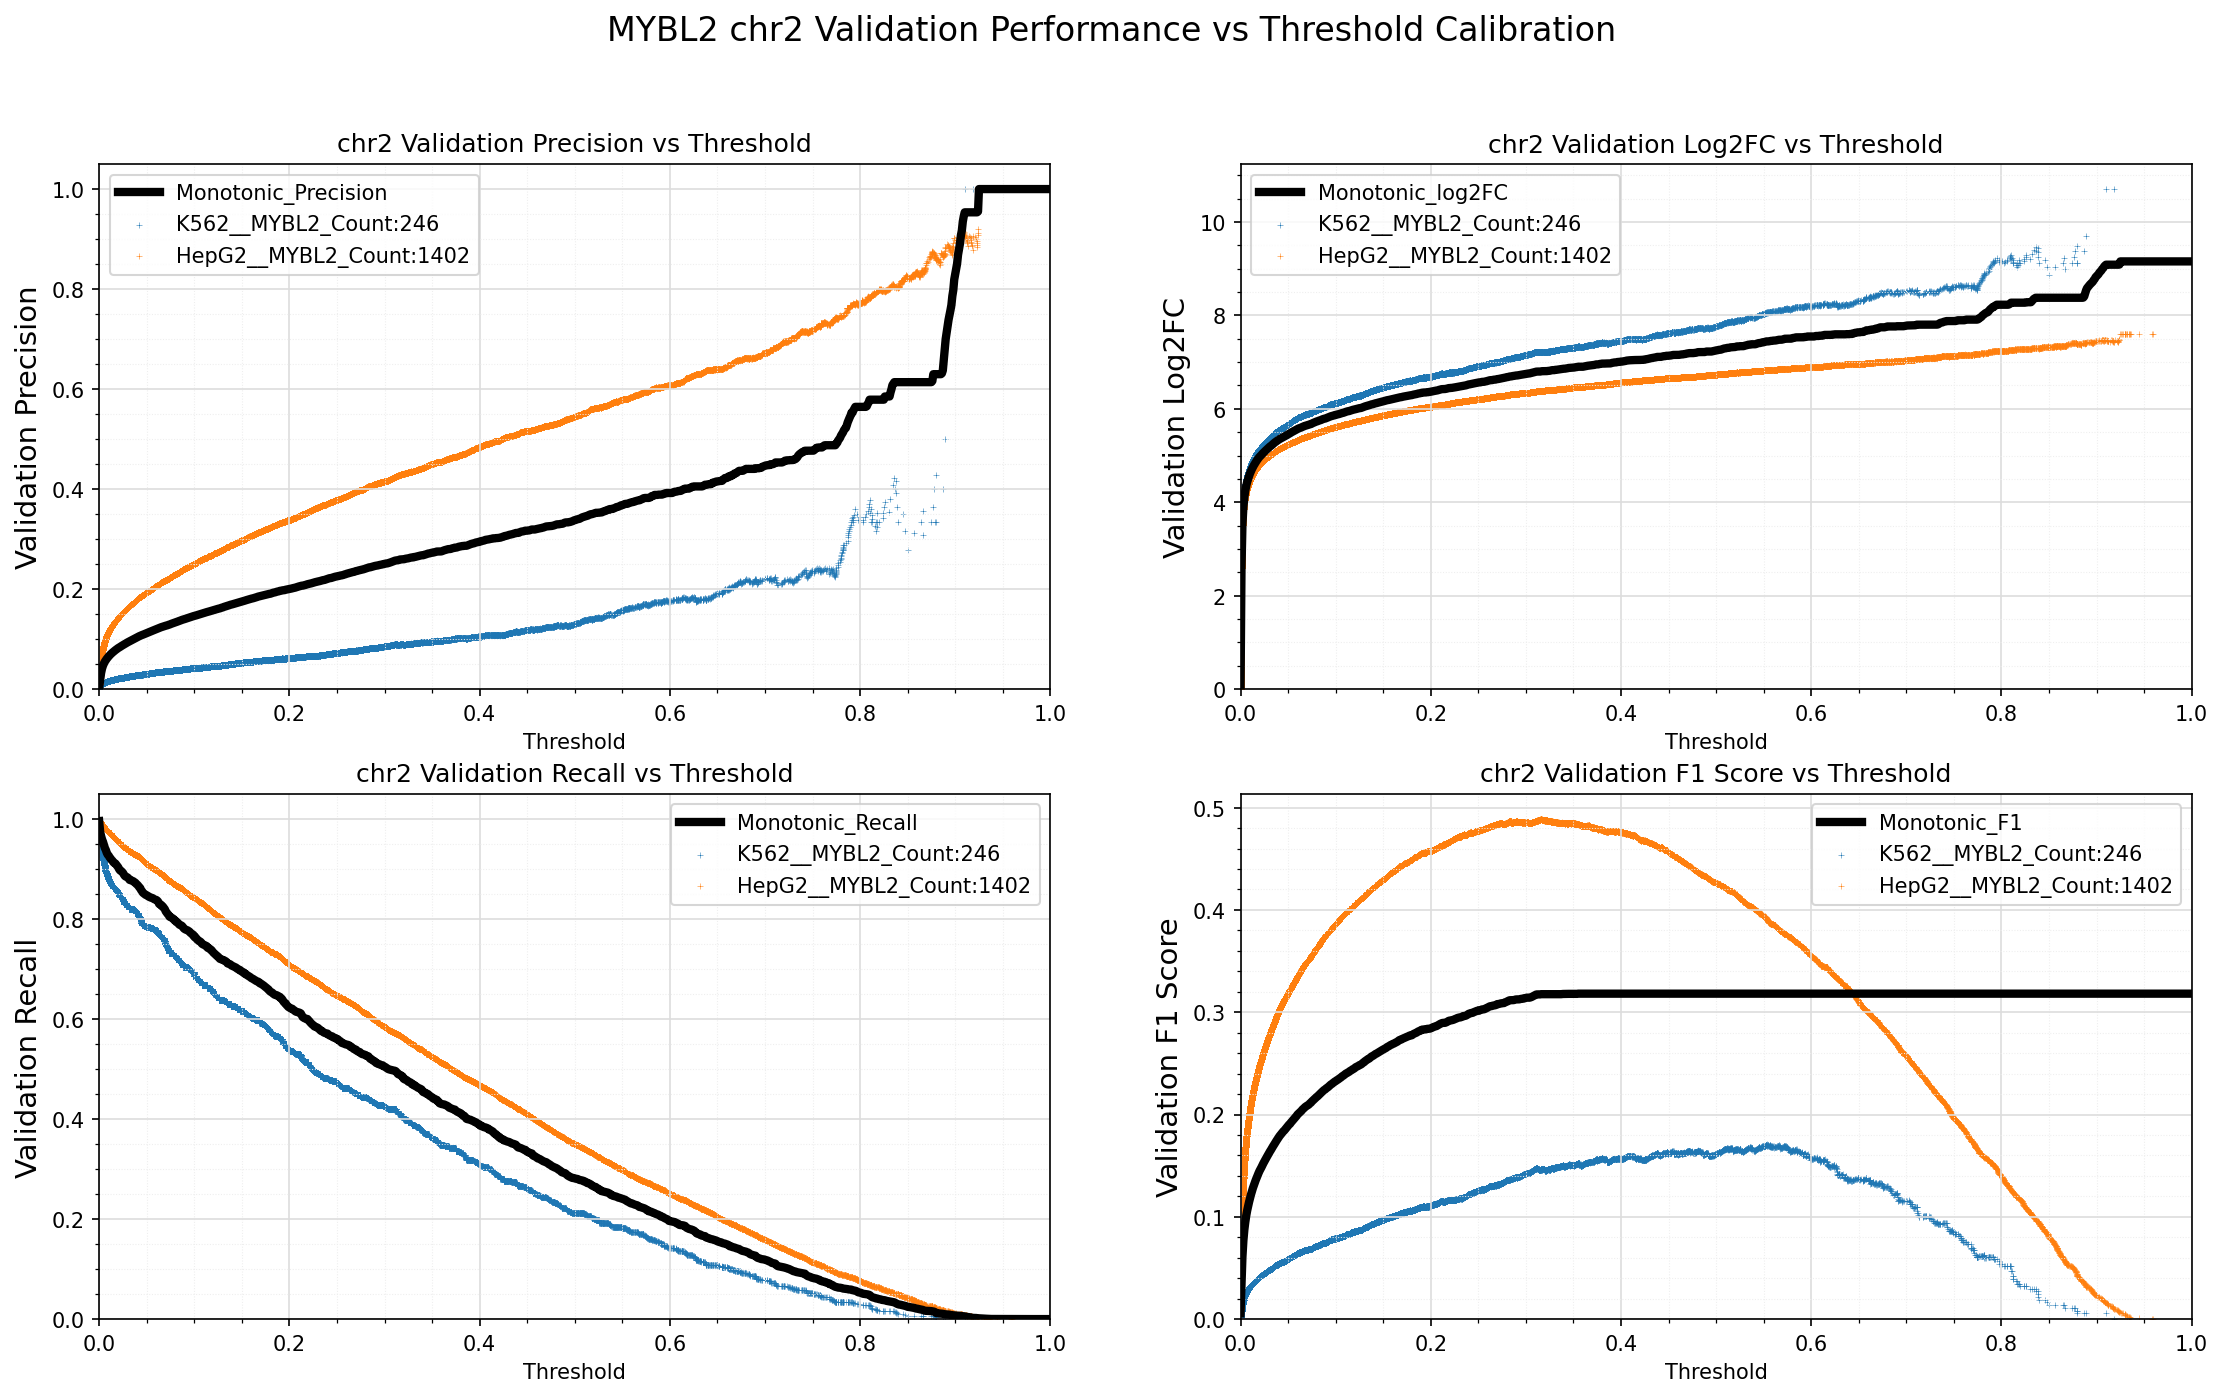 MYBL2 chr2 Validation Performance vs Threshold Calibration
chr2 Validation Precision vs Threshold
Monotonic_Precision
K562__MYBL2_Count:246
HepG2__MYBL2_Count:1402
Validation Precision
1.0
0.8
0.6
0.4
0.2
0.0
0.0 0.2 0.4 0.6 0.8 1.0
Threshold
chr2 Validation Log2FC vs Threshold
Monotonic_log2FC
K562__MYBL2_Count:246
HepG2__MYBL2_Count:1402
Validation Log2FC
10
8
6
4
2
0
0.0 0.2 0.4 0.6 0.8 1.0
Threshold
chr2 Validation Recall vs Threshold
Monotonic_Recall
K562__MYBL2_Count:246
HepG2__MYBL2_Count:1402
Validation Recall
1.0
0.8
0.6
0.4
0.2
0.0
0.0 0.2 0.4 0.6 0.8 1.0
Threshold
chr2 Validation F1 Score vs Threshold
Monotonic_F1
K562__MYBL2_Count:246
HepG2__MYBL2_Count:1402
Validation F1 Score
0.5
0.4
0.3
0.2
0.1
0.0
0.0 0.2 0.4 0.6 0.8 1.0
Threshold